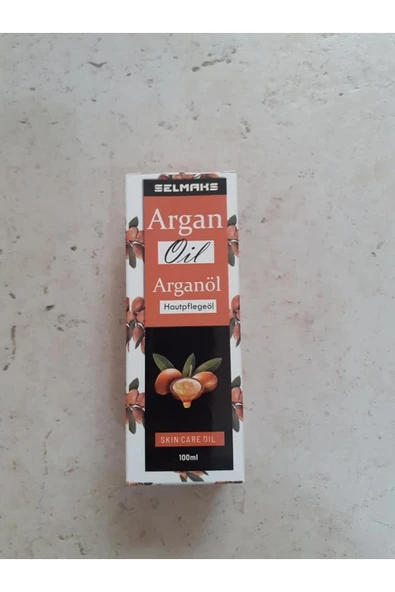 SELMAKS
Argan
Oil
Arganöl
Hautpflegeöl
SKIN CARE OIL
100ml